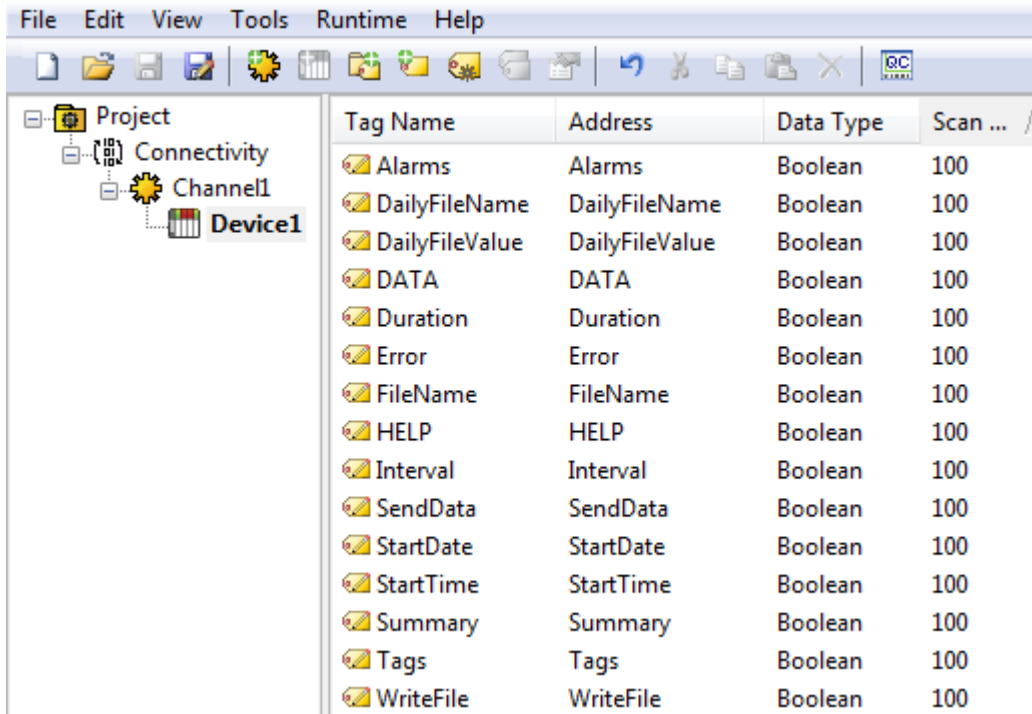 File Edit View Tools Runtime Help
QC
Project
Connectivity
Channel1
Device1
Tag Name Address Data Type Scan ...
Alarms Alarms Boolean 100
DailyFileName DailyFileName Boolean 100
DailyFileValue DailyFileValue Boolean 100
DATA DATA Boolean 100
Duration Duration Boolean 100
Error Error Boolean 100
FileName FileName Boolean 100
HELP HELP Boolean 100
Interval Interval Boolean 100
SendData SendData Boolean 100
StartDate StartDate Boolean 100
StartTime StartTime Boolean 100
Summary Summary Boolean 100
Tags Tags Boolean 100
WriteFile WriteFile Boolean 100